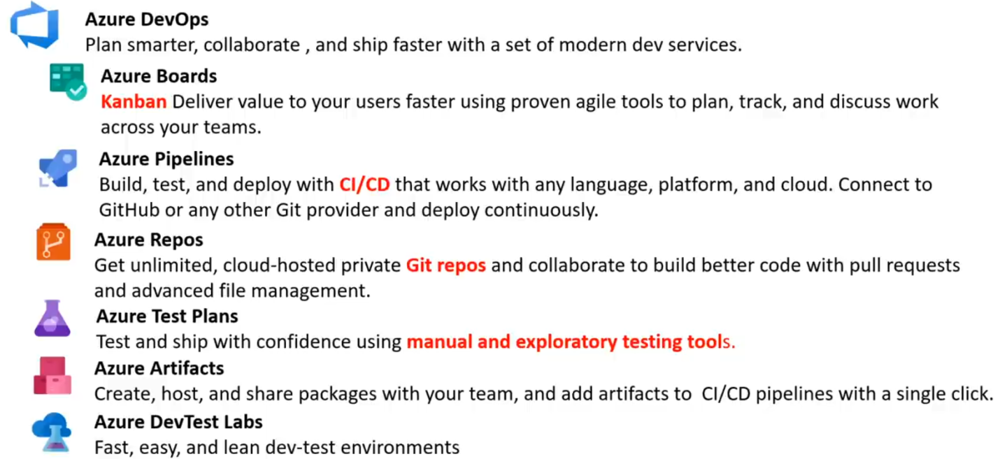 Azure DevOps
Plan smarter, collaborate , and ship faster with a set of modern dev services.
Azure Boards
Kanban Deliver value to your users faster using proven agile tools to plan, track, and discuss work
across your teams.
Azure Pipelines
Build, test, and deploy with CI/CD that works with any language, platform, and cloud. Connect to
GitHub or any other Git provider and deploy continuously.
Azure Repos
Get unlimited, cloud-hosted private Git repos and collaborate to build better code with pull requests
and advanced file management.
Azure Test Plans
Test and ship with confidence using manual and exploratory testing tools.
Azure Artifacts
Create, host, and share packages with your team, and add artifacts to CI/CD pipelines with a single click.
Azure DevTest Labs
Fast, easy, and lean dev-test environments